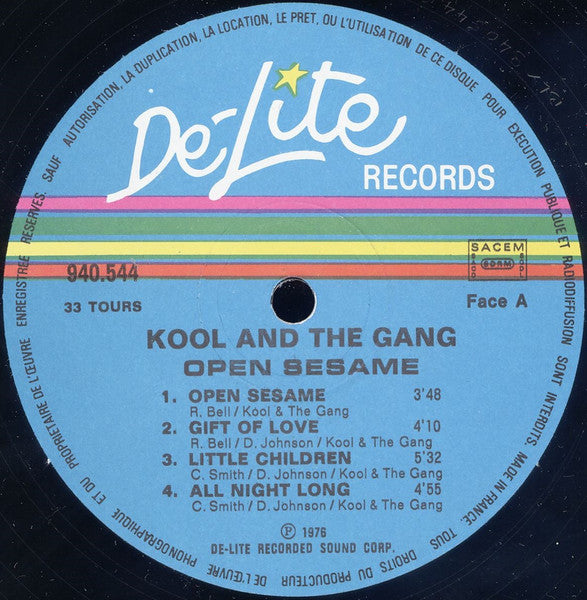 De-Lite
RECORDS
940.544
SACEM
SDRM
33 TOURS
Face A
KOOL AND THE GANG
OPEN SESAME
1. OPEN SESAME 3'48
R. Bell / Kool & The Gang
2. GIFT OF LOVE 4'10
R. Bell / D. Johnson / Kool & The Gang
3. LITTLE CHILDREN 5'32
C. Smith / D. Johnson / Kool & The Gang
4. ALL NIGHT LONG 4'55
C. Smith / D. Johnson / Kool & The Gang
Ⓟ 1976
DE-LITE RECORDED SOUND CORP.
TOUS DROITS DU PRODUCTEUR PHONOGRAPHIQUE ET DU PROPRIETAIRE DE L'ŒUVRE ENREGISTREE RESERVES. SAUF AUTORISATION, LA DUPLICATION, LA LOCATION, LE PRET, OU L'UTILISATION DE CE DISQUE POUR EXECUTION PUBLIQUE ET RADIODIFFUSION SONT INTERDITS. MADE IN FRANCE.